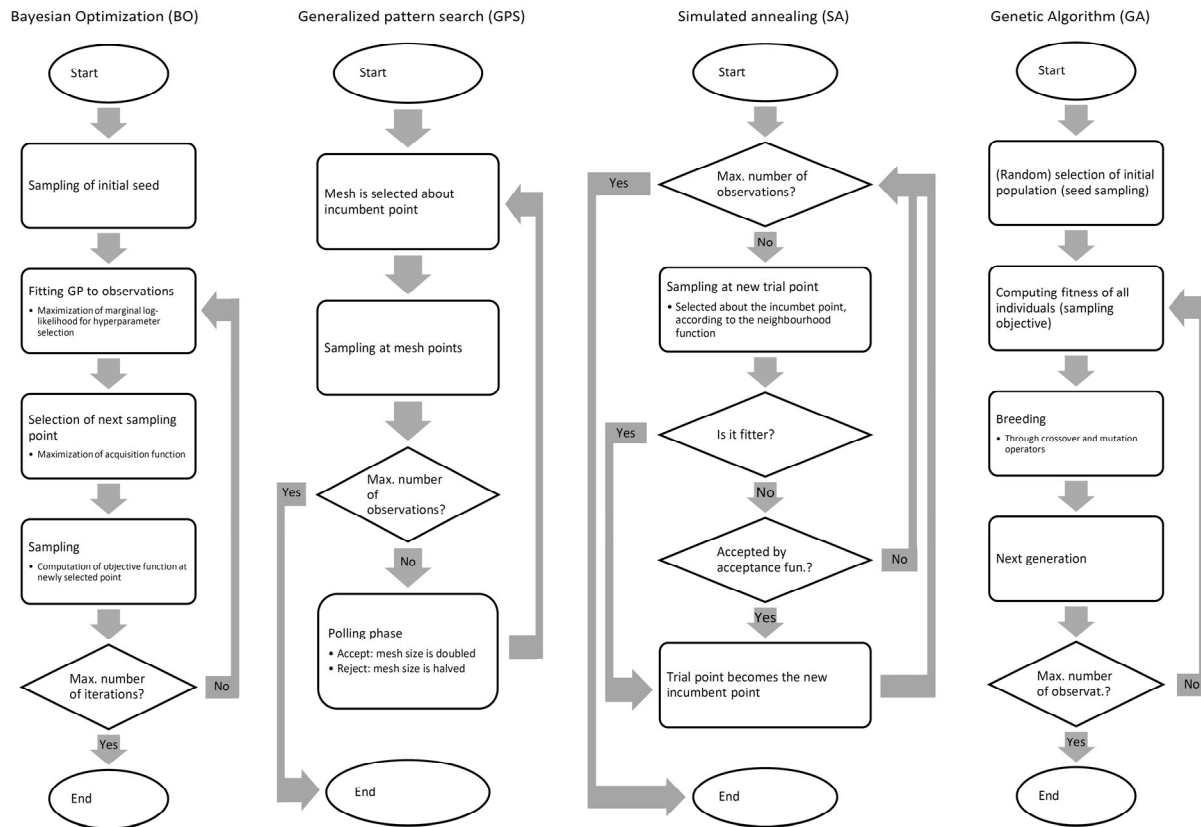 Bayesian Optimization (BO)
Start
Sampling of initial seed
Fitting GP to observations
• Maximization of marginal log-
likelihood for hyperparameter
selection
Selection of next sampling
point
• Maximization of acquisition function
Sampling
• Computation of objective function at
newly selected point
Max. number
of iterations?
No
Yes
End
Generalized pattern search (GPS)
Start
Mesh is selected about
incumbent point
Sampling at mesh points
Max. number
of
observations?
Yes
No
Polling phase
• Accept: mesh size is doubled
• Reject: mesh size is halved
End
Simulated annealing (SA)
Start
Max. number of
observations?
Yes
No
Sampling at new trial point
• Selected about the incumbet point,
according to the neighbourhood
function
Is it fitter?
Yes
No
Accepted by
acceptance fun.?
No
Yes
Trial point becomes the new
incumbent point
End
Genetic Algorithm (GA)
Start
(Random) selection of initial
population (seed sampling)
Computing fitness of all
individuals (sampling
objective)
Breeding
• Through crossover and mutation
operators
Next generation
Max. number
of observat.?
No
Yes
End